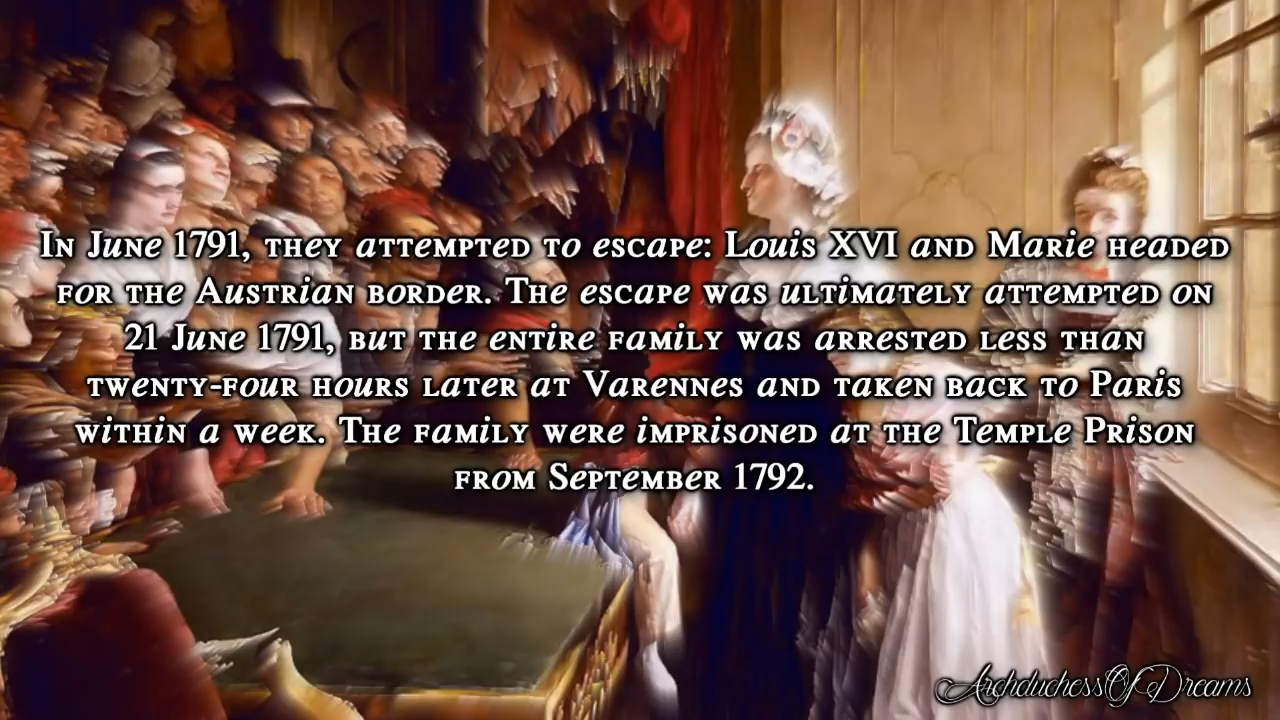 In June 1791, they attempted to escape: Louis XVI and Marie headed
for the Austrian border. The escape was ultimately attempted on
21 June 1791, but the entire family was arrested less than
twenty-four hours later at Varennes and taken back to Paris
within a week. The family were imprisoned at the Temple Prison
from September 1792.
ArchduchessOfDreams